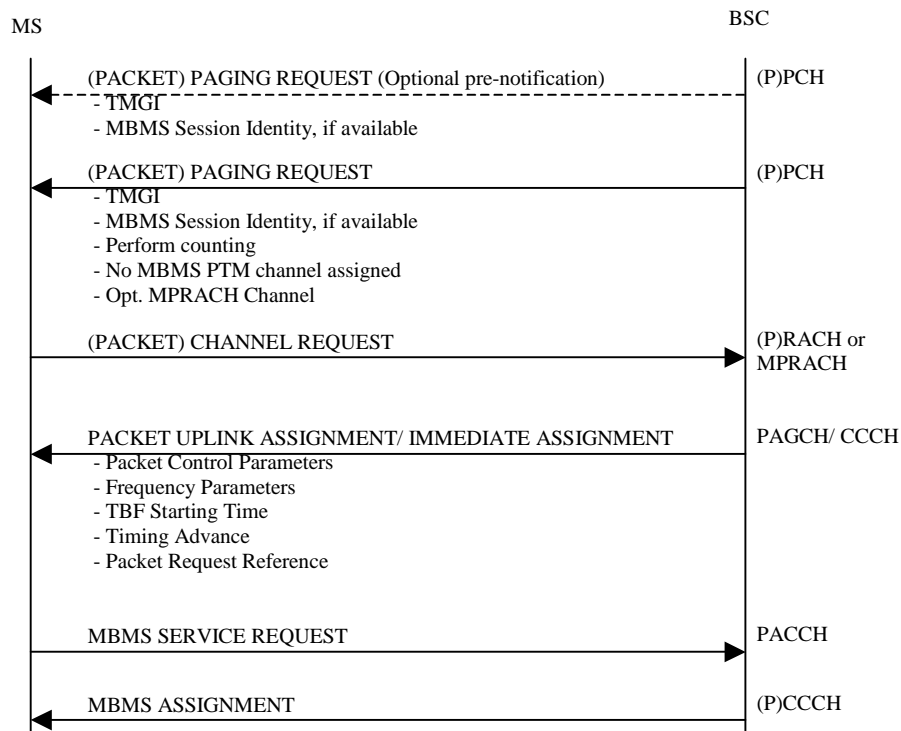 MS
BSC
(PACKET) PAGING REQUEST (Optional pre-notification)
(P)PCH
- TMGI
- MBMS Session Identity, if available
(PACKET) PAGING REQUEST
(P)PCH
- TMGI
- MBMS Session Identity, if available
- Perform counting
- No MBMS PTM channel assigned
- Opt. MPRACH Channel
(PACKET) CHANNEL REQUEST
(P)RACH or
MPRACH
PACKET UPLINK ASSIGNMENT/ IMMEDIATE ASSIGNMENT
PAGCH/ CCCH
- Packet Control Parameters
- Frequency Parameters
- TBF Starting Time
- Timing Advance
- Packet Request Reference
MBMS SERVICE REQUEST
PACCH
MBMS ASSIGNMENT
(P)CCCH